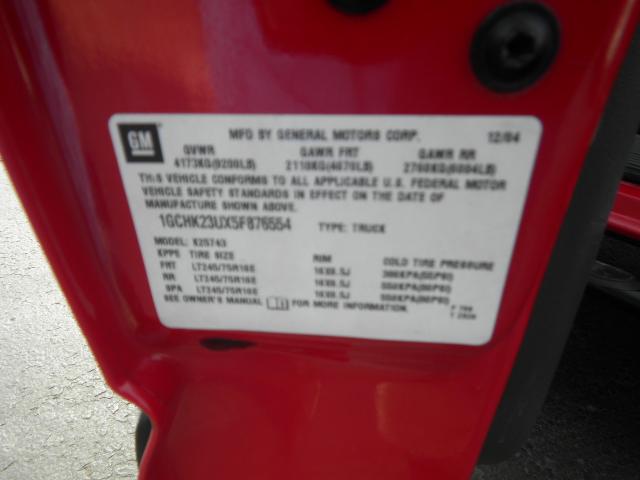 GM MFD BY GENERAL MOTORS CORP. 12/04
GVWR GAWR FRT GAWR RR
4173KG(9200LB) 2118KG(4670LB) 2760KG(6084LB)
THIS VEHICLE CONFORMS TO ALL APPLICABLE U.S. FEDERAL MOTOR
VEHICLE SAFETY STANDARDS IN EFFECT ON THE DATE OF
MANUFACTURE SHOWN ABOVE.
1GCHK23UX5F876554 TYPE: TRUCK
MODEL: K25743
TIRE SIZE RIM COLD TIRE PRESSURE
FRT LT245/75R16E 16X6.5J
RR LT245/75R16E 16X6.5J
SPA LT245/75R16E 16X6.5J
SEE OWNER'S MANUAL FOR MORE INFORMATION.